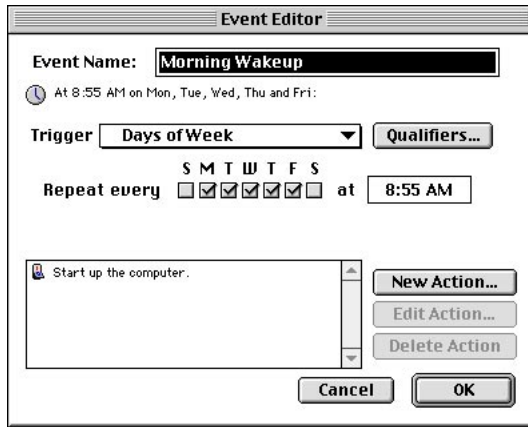 Event Editor
Event Name: Morning Wakeup
At 8:55 AM on Mon, Tue, Wed, Thu and Fri:
Trigger Days of Week Qualifiers...
S M T W T F S
Repeat every at 8:55 AM
Start up the computer.
New Action...
Edit Action...
Delete Action
Cancel OK